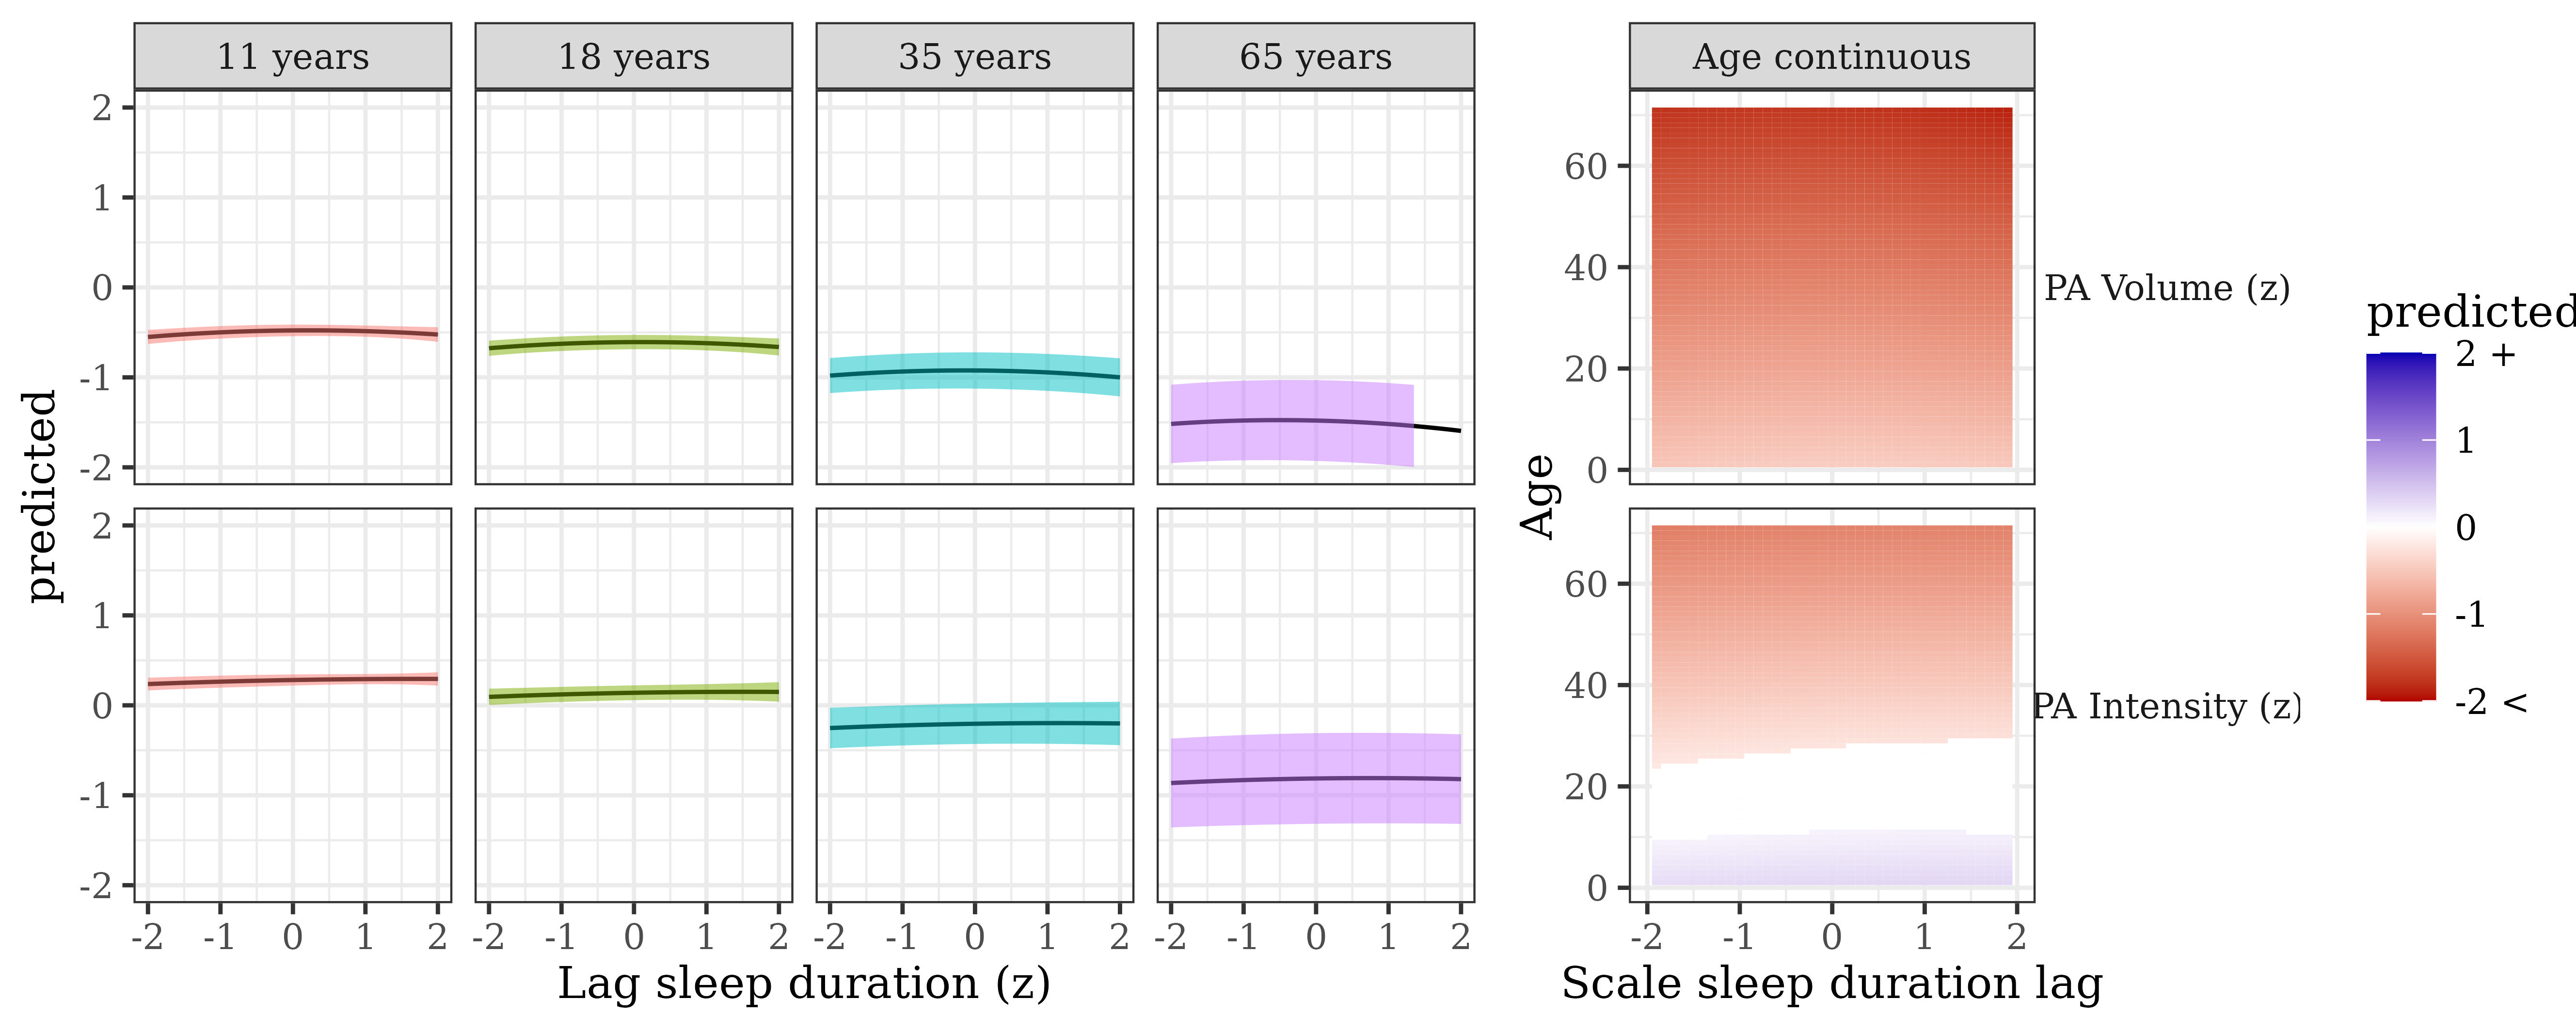 11 years
18 years
35 years
65 years
Age continuous
predicted
2
1
0
-1
-2
2
1
0
-1
-2
-2 -1 0 1 2
-2 -1 0 1 2
-2 -1 0 1 2
-2 -1 0 1 2
Lag sleep duration (z)
Age
60
40
20
0
60
40
20
0
-2 -1 0 1 2
Scale sleep duration lag
PA Volume (z)
PA Intensity (z)
predicted
2 +
1
0
-1
-2 <